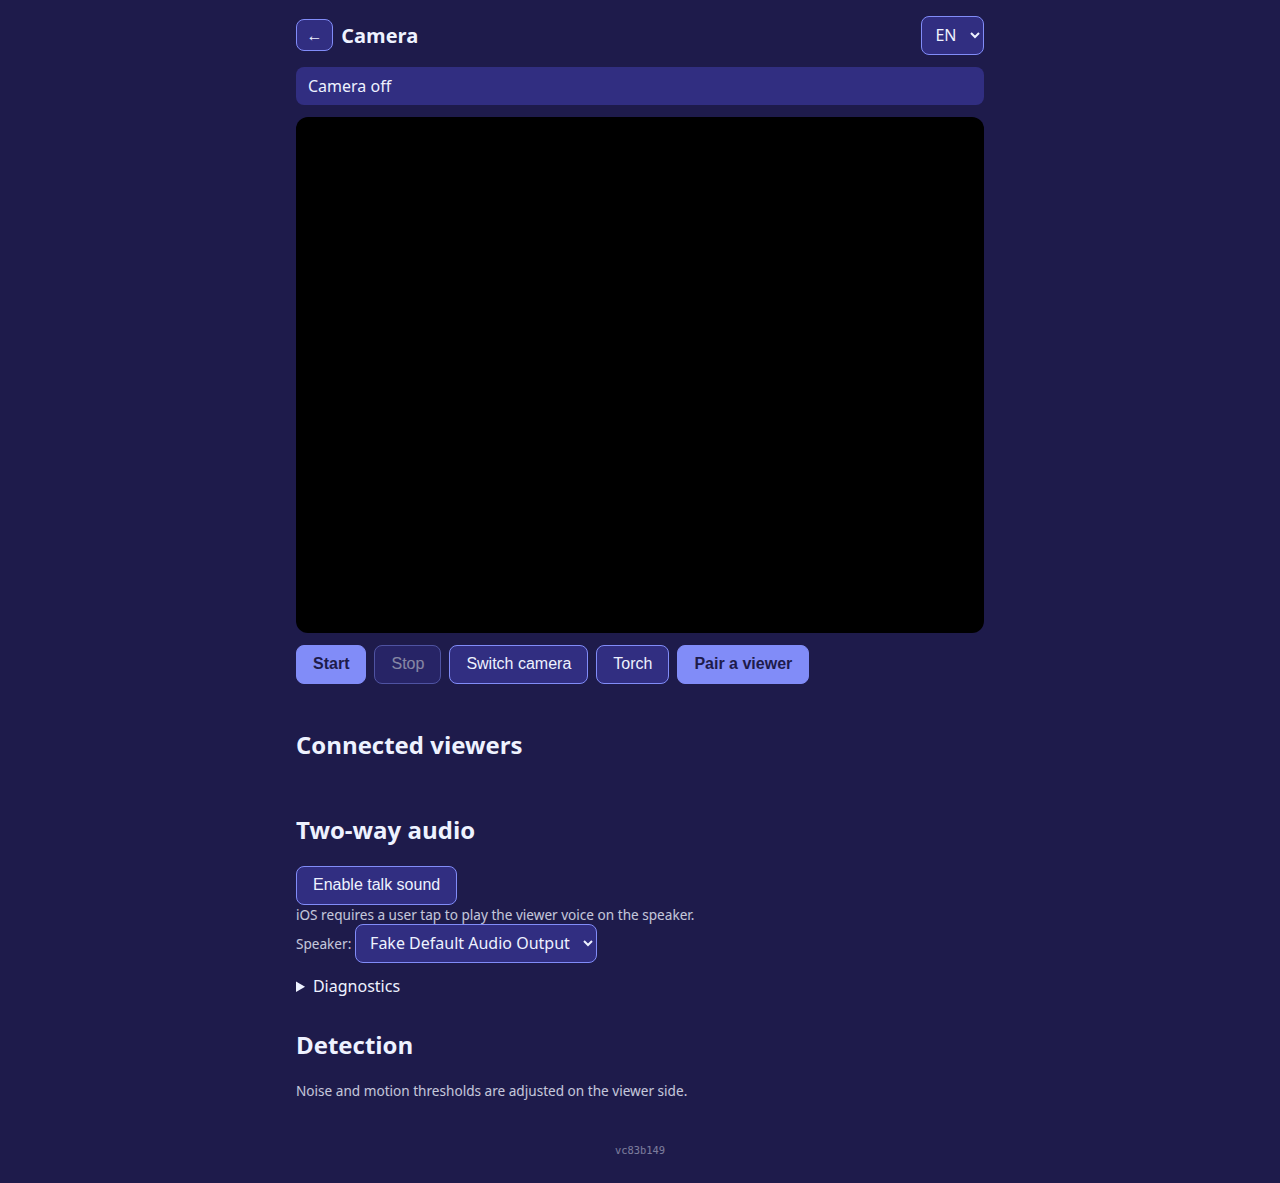 ← Camera
EN
Camera off
Start Stop Switch camera Torch Pair a viewer
Connected viewers
Two-way audio
Enable talk sound
iOS requires a user tap to play the viewer voice on the speaker.
Speaker: Fake Default Audio Output
Diagnostics
Detection
Noise and motion thresholds are adjusted on the viewer side.
vc83b149